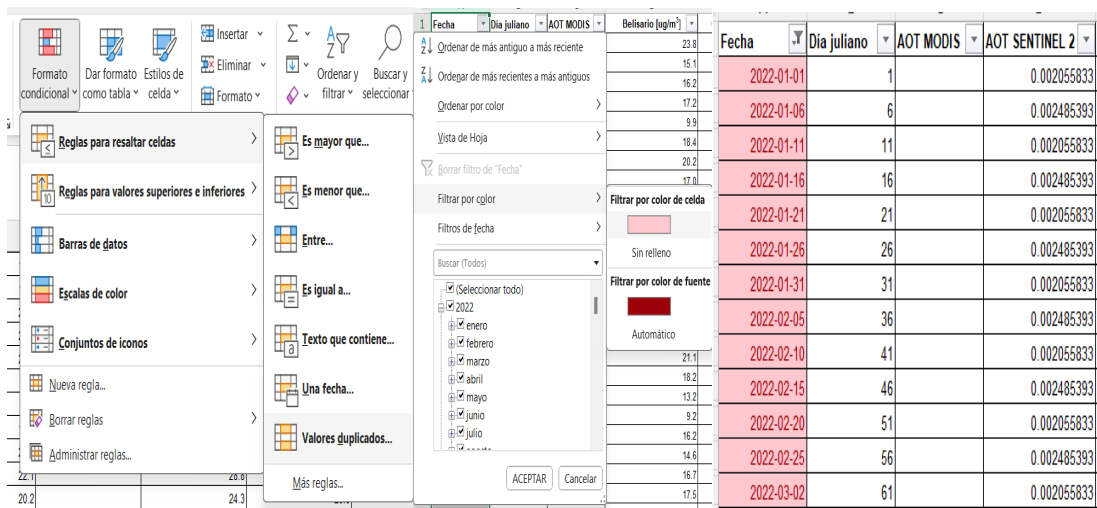 Insertar
Eliminar
Formato
Formato condicional
Dar formato como tabla
Estilos de celda
Ordenar y filtrar
Buscar y seleccionar
Reglas para resaltar celdas
Reglas para valores superiores e inferiores
10
Barras de datos
Escalas de color
Conjuntos de iconos
Nueva regla...
Borrar reglas
Administrar reglas...
20.2
24.3
Es mayor que...
Es menor que...
Entre...
Es igual a...
Texto que contiene...
Una fecha...
Valores duplicados...
Más reglas...
1 Fecha Dia juliano AOT MODIS Belisario [ug/m³]
Ordenar de más antiguo a más reciente
Ordenar de más recientes a más antiguos
Ordenar por color
Vista de Hoja
Borrar filtro de "Fecha"
Filtrar por color
Filtros de fecha
Buscar (Todos)
(Seleccionar todo)
2022
enero
febrero
marzo
abril
mayo
junio
julio
ACEPTAR Cancelar
23.8
15.1
16.2
17.2
9.9
18.4
20.2
17.0
Filtrar por color de celda
Sin relleno
Filtrar por color de fuente
Automático
21.1
18.2
13.2
9.2
16.2
14.6
16.7
17.5
Fecha Dia juliano AOT MODIS AOT SENTINEL 2
2022-01-01 1 0.002055833
2022-01-06 6 0.002485393
2022-01-11 11 0.002055833
2022-01-16 16 0.002485393
2022-01-21 21 0.002055833
2022-01-26 26 0.002485393
2022-01-31 31 0.002055833
2022-02-05 36 0.002485393
2022-02-10 41 0.002055833
2022-02-15 46 0.002485393
2022-02-20 51 0.002055833
2022-02-25 56 0.002485393
2022-03-02 61 0.002055833